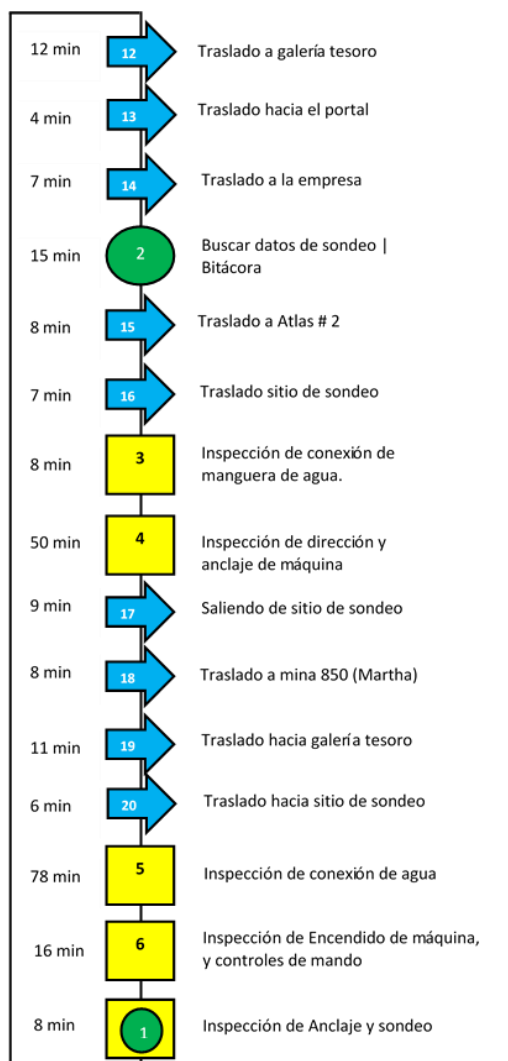 12 min 12 Traslado a galería tesoro
4 min 13 Traslado hacia el portal
7 min 14 Traslado a la empresa
15 min 2 Buscar datos de sondeo |
Bitácora
8 min 15 Traslado a Atlas # 2
7 min 16 Traslado sitio de sondeo
8 min 3 Inspección de conexión de
manguera de agua.
50 min 4 Inspección de dirección y
anclaje de máquina
9 min 17 Saliendo de sitio de sondeo
8 min 18 Traslado a mina 850 (Martha)
11 min 19 Traslado hacia galería tesoro
6 min 20 Traslado hacia sitio de sondeo
78 min 5 Inspección de conexión de agua
16 min 6 Inspección de Encendido de máquina,
y controles de mando
8 min 1 Inspección de Anclaje y sondeo